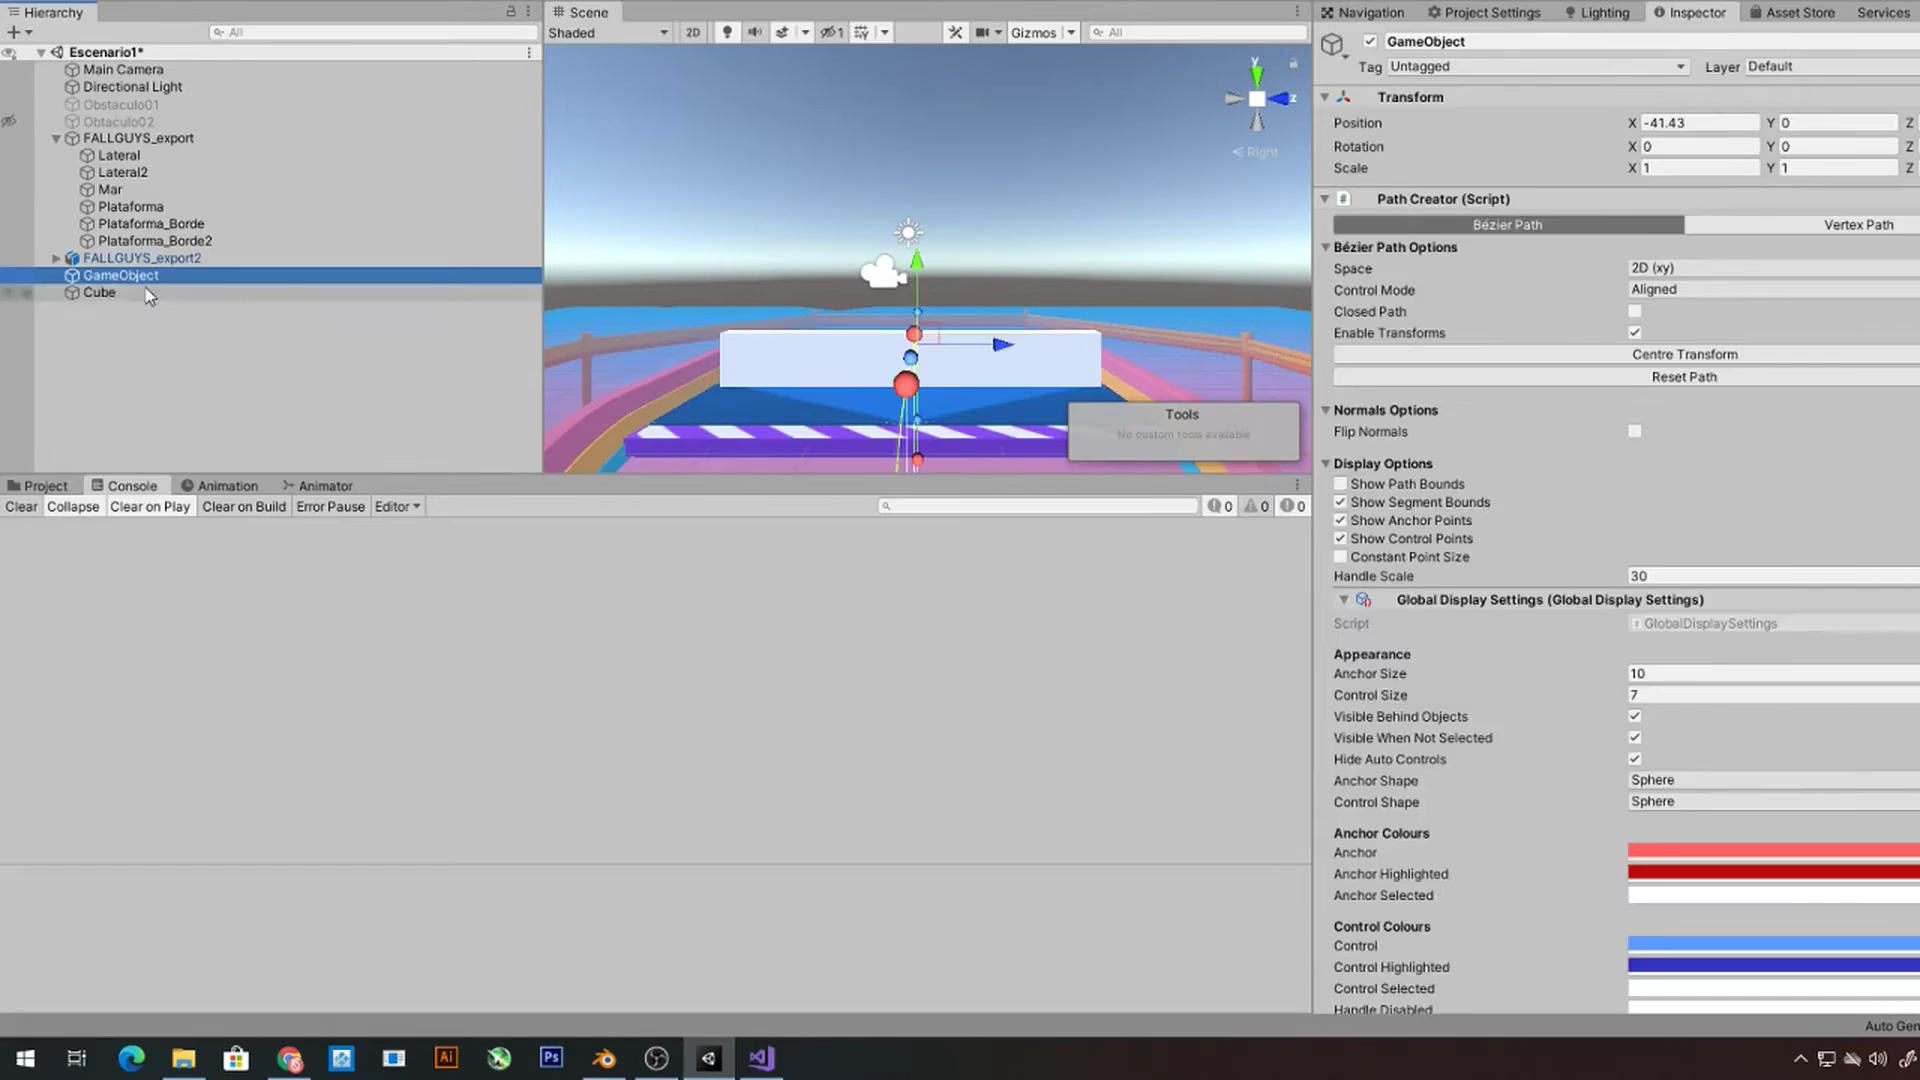 Hierarchy
Scene
Navigation
Project Settings
Lighting
Inspector
Asset Store
Services
All
Shaded
2D
1
Gizmos
All
GameObject
Tag Untagged
Layer Default
Escenario1*
Main Camera
Directional Light
Obstaculo01
Obtaculo02
FALLGUYS_export
Lateral
Lateral2
Mar
Plataforma
Plataforma_Borde
Plataforma_Borde2
FALLGUYS_export2
GameObject
Cube
y
z
< Right
Tools
No custom tools available
Transform
Position X -41.43 Y 0 Z
Rotation X 0 Y 0 Z
Scale X 1 Y 1 Z
# Path Creator (Script)
Bézier Path
Vertex Path
Bézier Path Options
Space 2D (xy)
Control Mode Aligned
Closed Path
Enable Transforms
Centre Transform
Reset Path
Normals Options
Flip Normals
Display Options
Show Path Bounds
Show Segment Bounds
Show Anchor Points
Show Control Points
Constant Point Size
Handle Scale 30
Global Display Settings (Global Display Settings)
Script GlobalDisplaySettings
Appearance
Anchor Size 10
Control Size 7
Visible Behind Objects
Visible When Not Selected
Hide Auto Controls
Anchor Shape Sphere
Control Shape Sphere
Anchor Colours
Anchor
Anchor Highlighted
Anchor Selected
Control Colours
Control
Control Highlighted
Control Selected
Handle Disabled
Project
Console
Animation
Animator
Clear
Collapse
Clear on Play
Clear on Build
Error Pause
Editor
0
0
0
Auto Gen
Ai
Ps